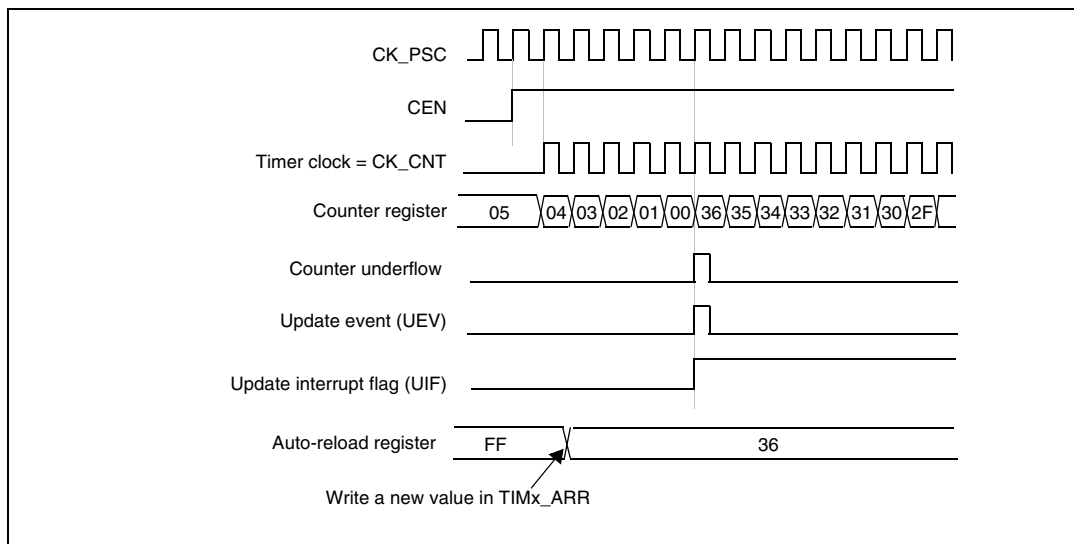 CK_PSC
CEN
Timer clock = CK_CNT
Counter register 05 04 03 02 01 00 36 35 34 33 32 31 30 2F
Counter underflow
Update event (UEV)
Update interrupt flag (UIF)
Auto-reload register FF 36
Write a new value in TIMx_ARR